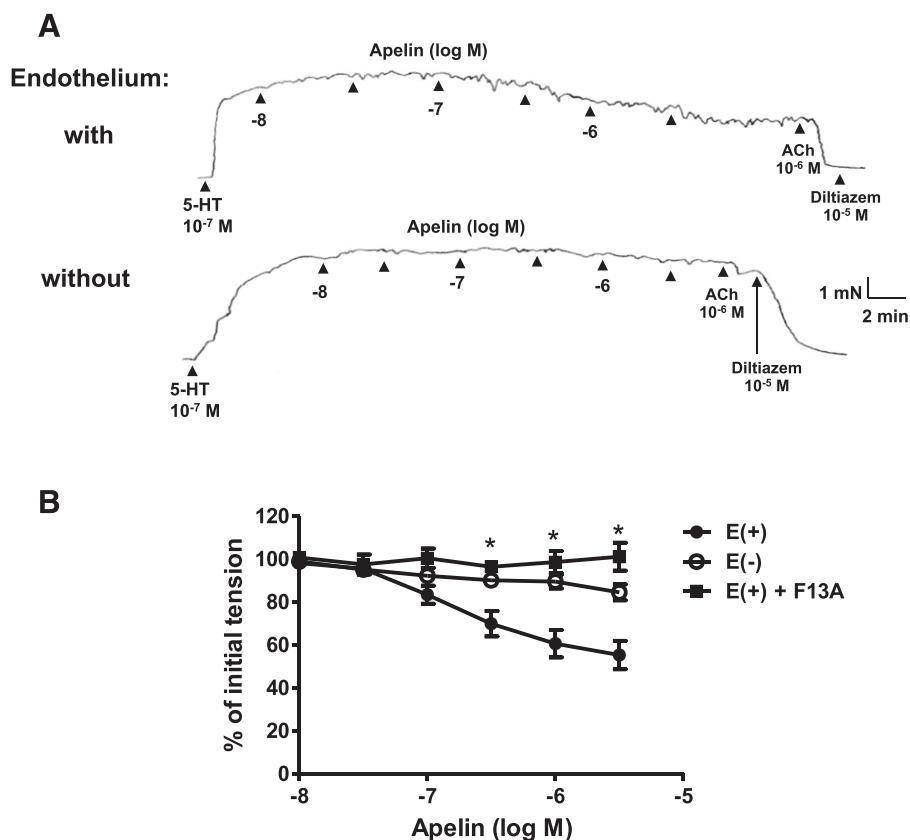 A
Apelin (log M)
Endothelium:
with
-8
-7
-6
5-HT
10⁻⁷ M
ACh
10⁻⁶ M
Diltiazem
10⁻⁵ M
Apelin (log M)
without
-8
-7
-6
5-HT
10⁻⁷ M
ACh
10⁻⁶ M
Diltiazem
10⁻⁵ M
1 mN
2 min
B
% of initial tension
120
100
80
60
40
20
0
* * *
E(+)
E(-)
E(+) + F13A
-8 -7 -6 -5
Apelin (log M)